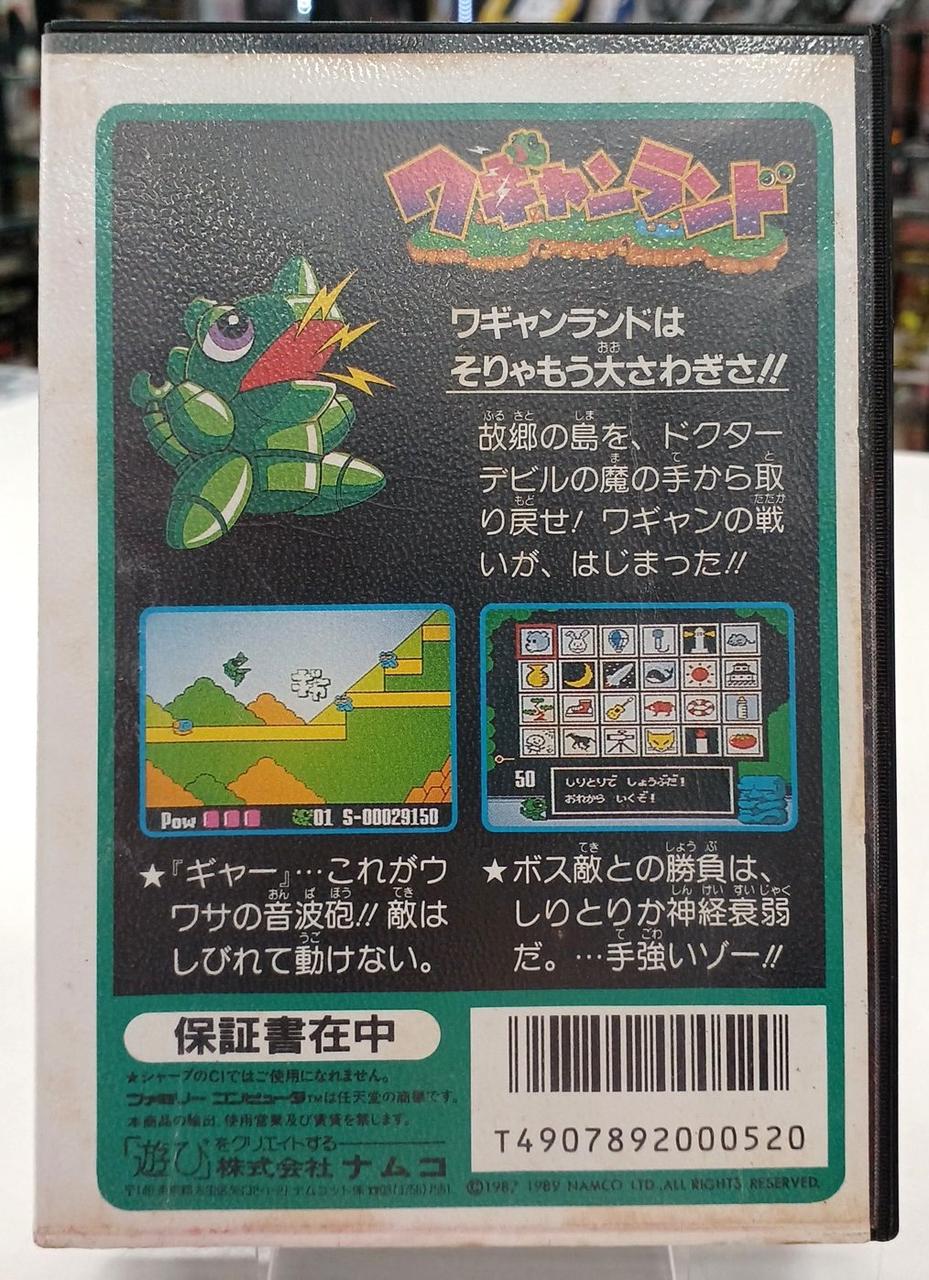 ワギャンランド
ワギャンランドは
そりゃもう大さわぎさ!!
故郷の島を、ドクター
デビルの魔の手から取
り戻せ! ワギャンの戦
いが、はじまった!!
ギャー
Pow 01 S-00029150
50
しりとりで しょうぶだ!
おれから いくぞ!
★『ギャー』…これがウ
ワサの音波砲!! 敵は
しびれて動けない。
★ボス敵との勝負は、
しりとりか神経衰弱
だ。…手強いゾー!!
保証書在中
★シャープのC1ではご使用になれません。
ファミリーコンピュータ™は任天堂の商標です。
本商品の輸出、使用営業及び賃貸を禁じます。
「遊び」をクリエイトする
株式会社ナムコ
T4907892000520
©1987 1989 NAMCO LTD.,ALL RIGHTS RESERVED.